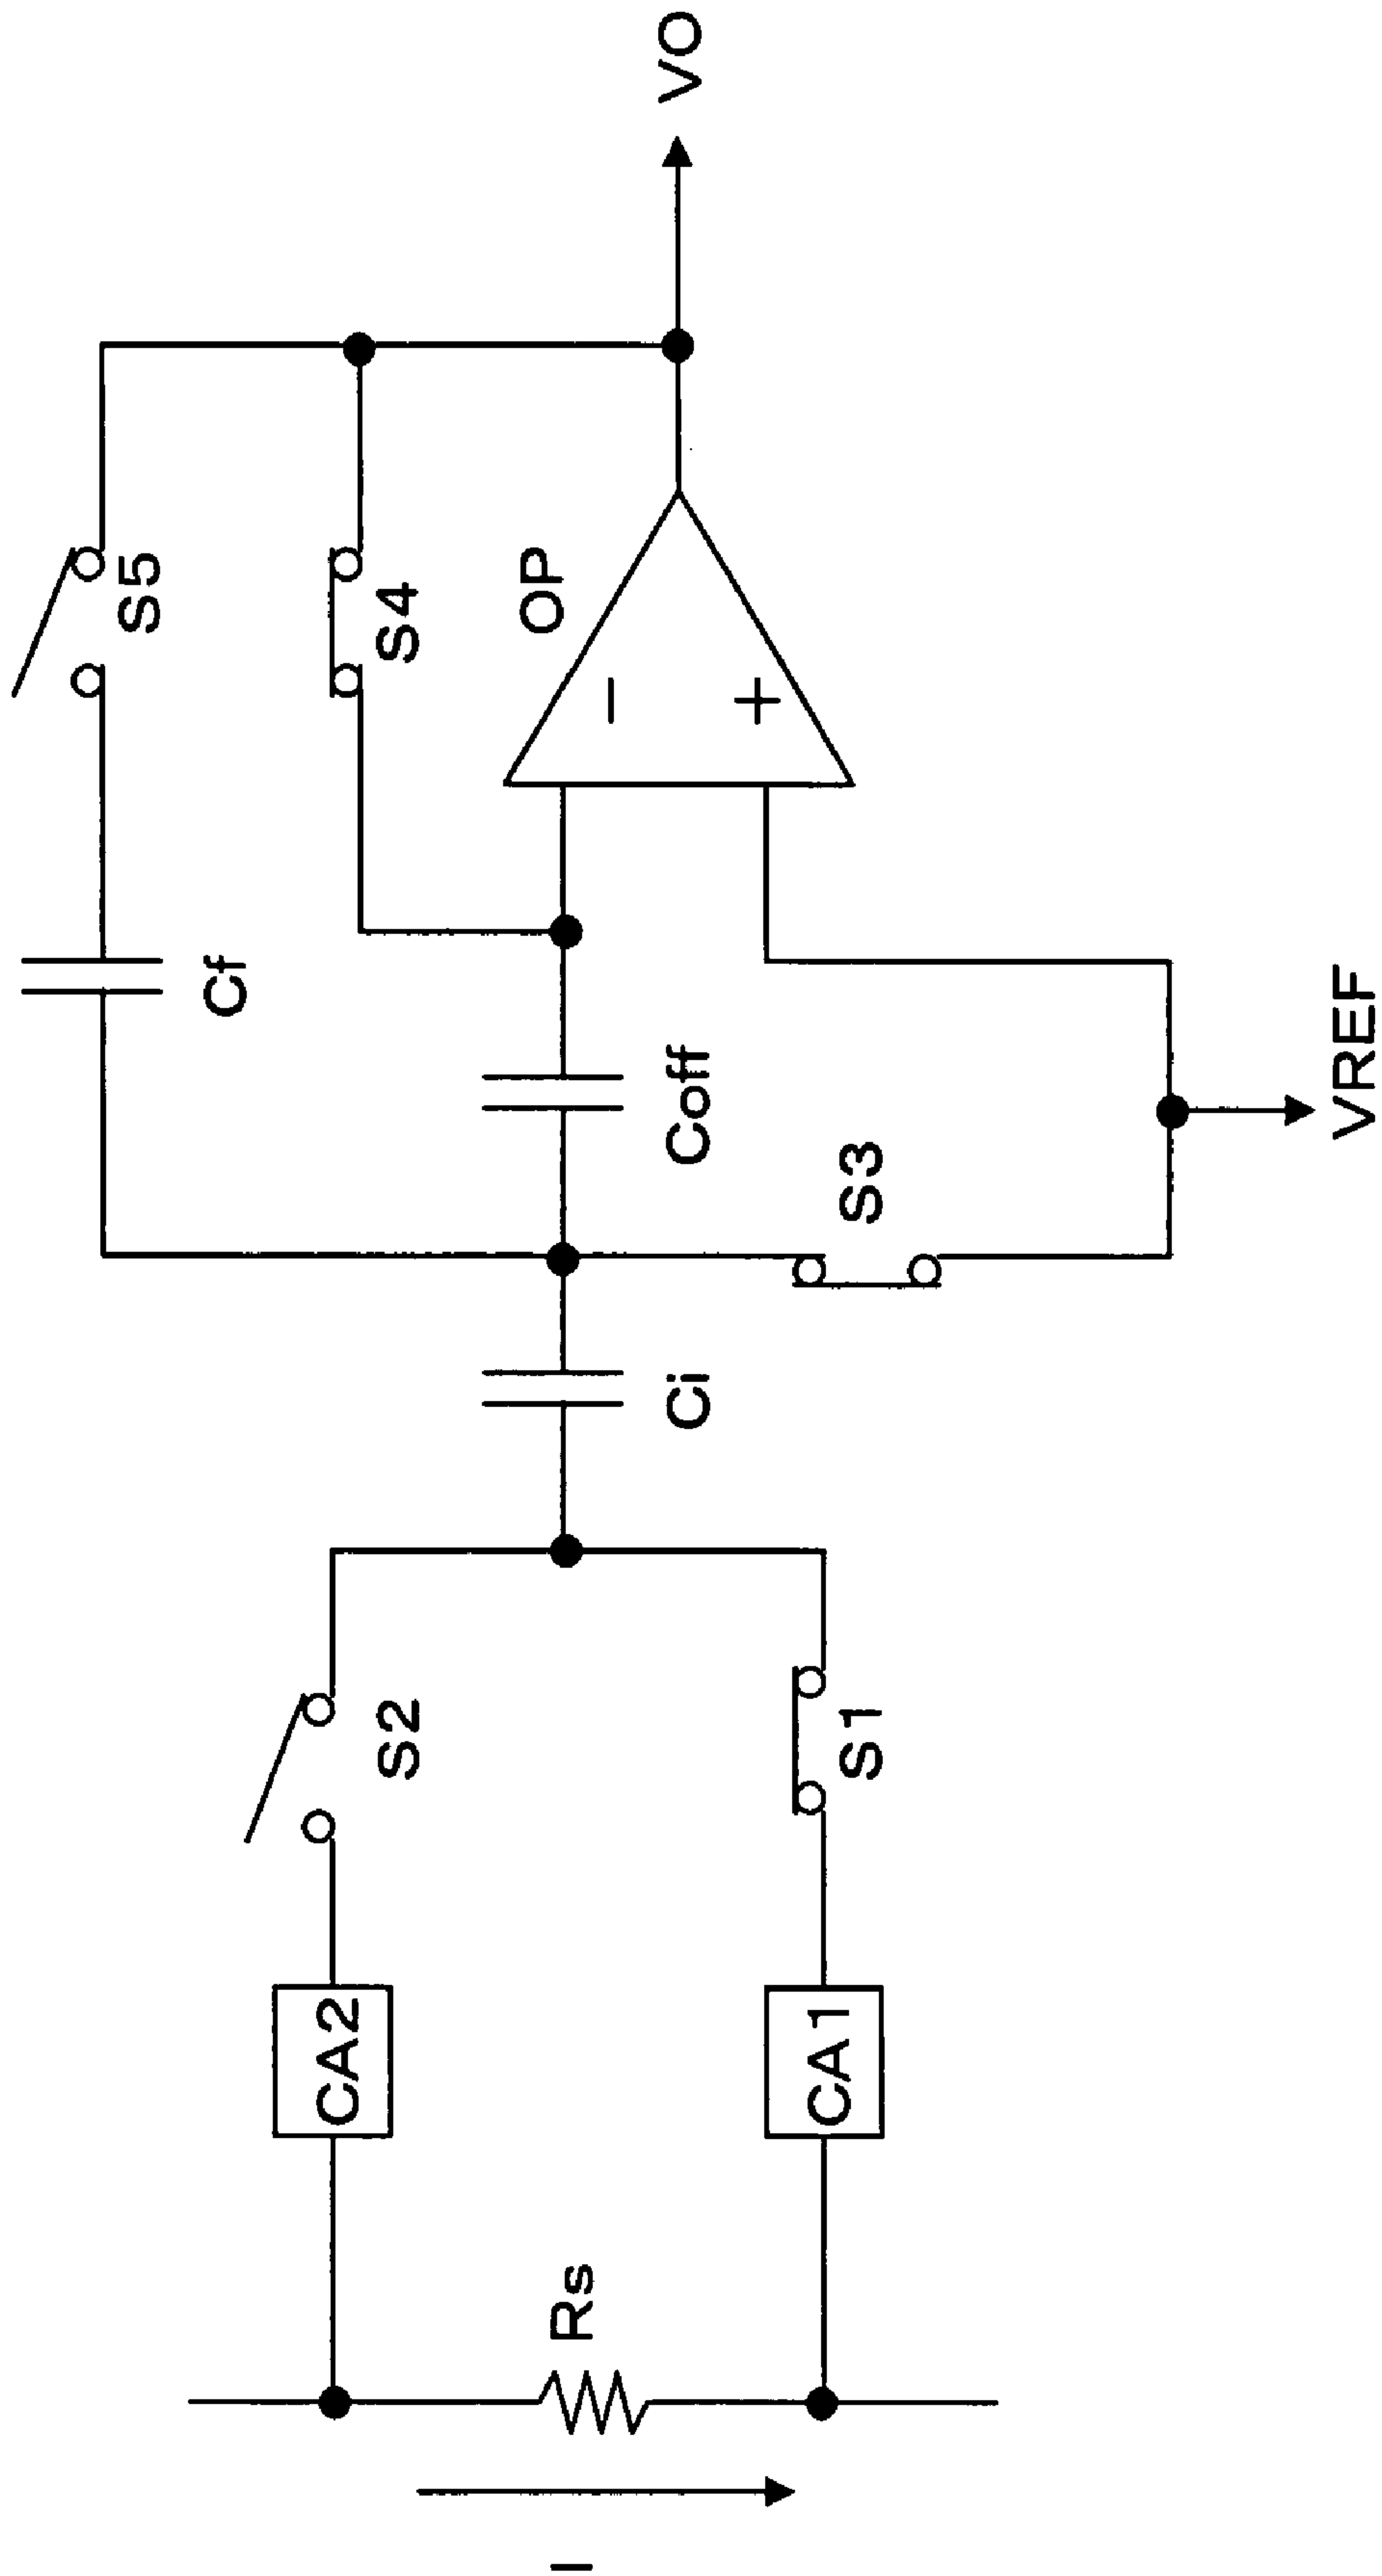 VO
S5
S4
OP
−
+
Cf
Coff
S3
VREF
Ci
S2
S1
CA2
CA1
Rs
I